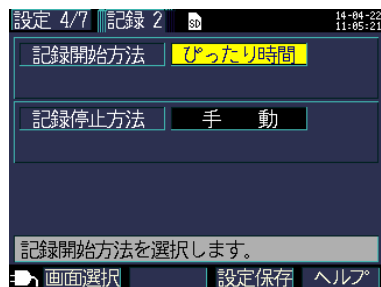 設定 4/7 記録 2 SD 14-04-22
11:05:21
記録開始方法 ぴったり時間
記録停止方法 手 動
記録開始方法を選択します。
画面選択 設定保存 ヘルプ